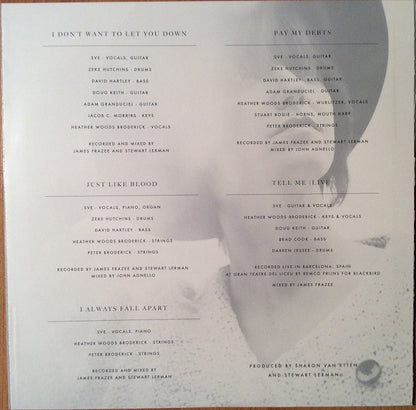 I DON'T WANT TO LET YOU DOWN
SVE - VOCALS, GUITAR
ZEKE HUTCHINS - DRUMS
DAVID HARTLEY - BASS
DOUG KEITH - GUITAR
ADAM GRANDUCIEL - GUITAR
JACOB C. MORRIS - KEYS
HEATHER WOODS BRODERICK - VOCALS
RECORDED AND MIXED BY
JAMES FRAZEE AND STEWART LERMAN
JUST LIKE BLOOD
SVE - VOCALS, PIANO, ORGAN
ZEKE HUTCHINS - DRUMS
DAVID HARTLEY - BASS
HEATHER WOODS BRODERICK - STRINGS
PETER BRODERICK - STRINGS
RECORDED BY JAMES FRAZEE AND STEWART LERMAN
MIXED BY JOHN AGNELLO
I ALWAYS FALL APART
SVE - VOCALS, PIANO
HEATHER WOODS BRODERICK - STRINGS
PETER BRODERICK - STRINGS
RECORDED AND MIXED BY
JAMES FRAZEE AND STEWART LERMAN
PAY MY DEBTS
SVE - VOCALS, GUITAR
ZEKE HUTCHINS - DRUMS
DAVID HARTLEY - BASS, GUITAR
ADAM GRANDUCIEL - GUITAR
HEATHER WOODS BRODERICK - WURLITZER, VOCALS
STUART BOGIE - HORNS, MOUTH HARP
PETER BRODERICK - STRINGS
RECORDED BY JAMES FRAZEE AND STEWART LERMAN
MIXED BY JOHN AGNELLO
TELL ME (LIVE)
SVE - GUITAR & VOCALS
HEATHER WOODS BRODERICK - KEYS & VOCALS
DOUG KEITH - GUITAR
BRAD COOK - BASS
DARREN JESSEE - DRUMS
RECORDED LIVE IN BARCELONA, SPAIN
AT GRAN TEATRE DEL LICEU BY REMCO PRIJNS FOR BLACKBIRD
MIXED BY JAMES FRAZEE
PRODUCED BY SHARON VAN ETTEN
AND STEWART LERMAN